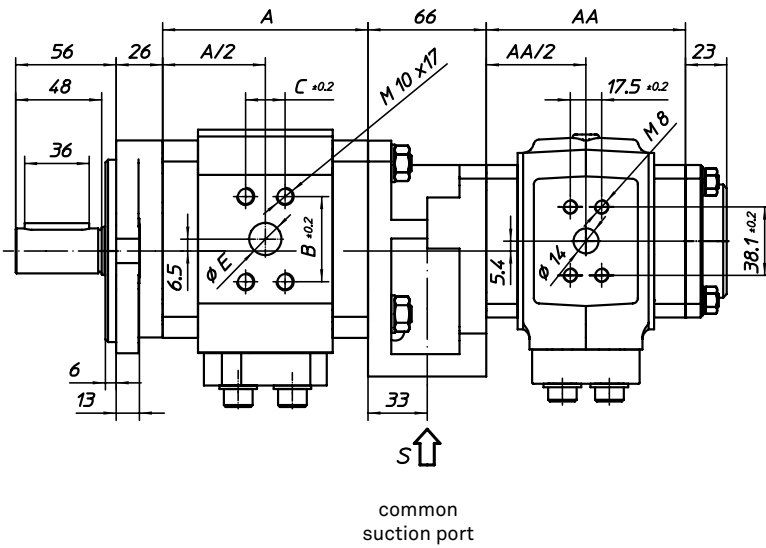 A
66
AA
56
26
A/2
AA/2
23
C ±0.2
M 10 x17
17.5 ±0.2
48
M 8
36
B ±0.2
38.1 ±0.2
6.5
Ø E
5.4
Ø 14
6
13
33
S
common
suction port